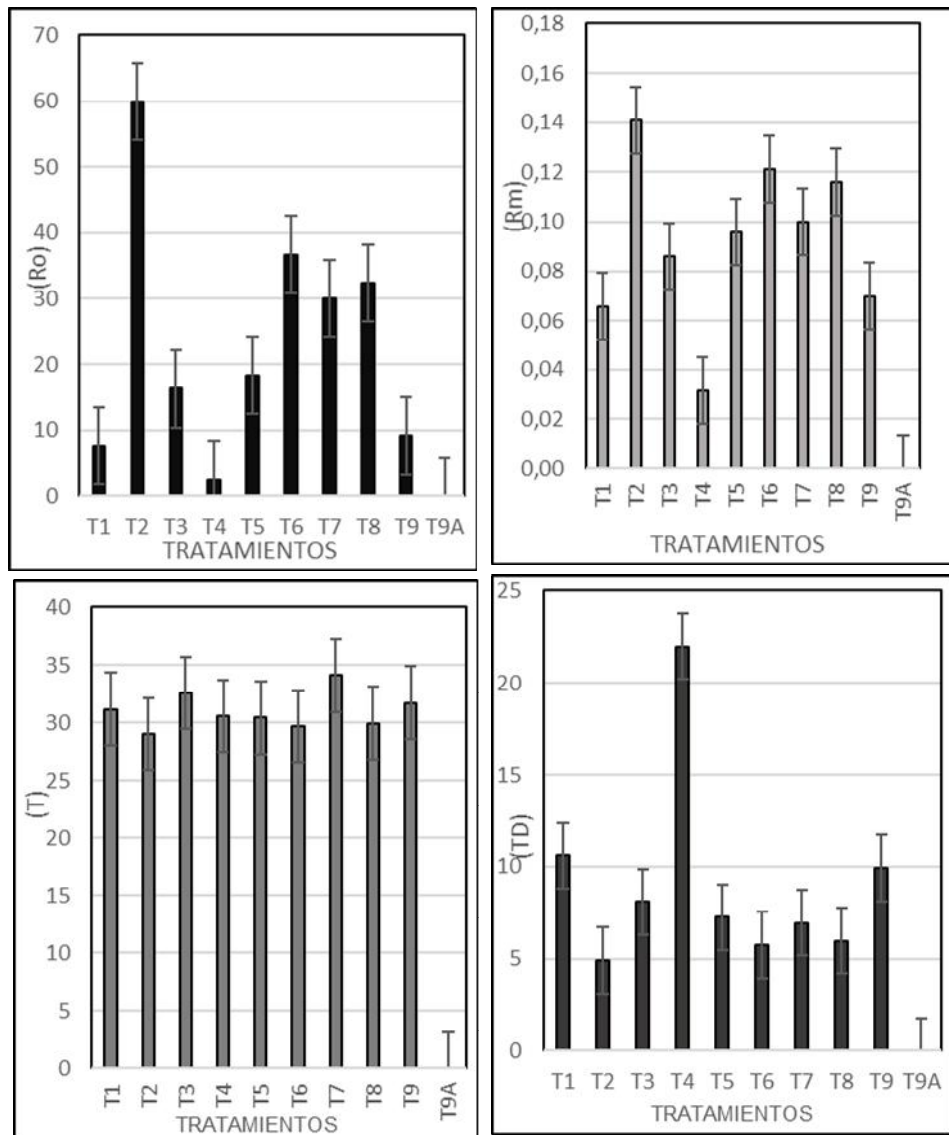 70
60
50
40
30
20
10
0
(Ro)
T1 T2 T3 T4 T5 T6 T7 T8 T9 T9A
TRATAMIENTOS
0,18
0,16
0,14
0,12
0,10
0,08
0,06
0,04
0,02
0,00
(Rm)
T1 T2 T3 T4 T5 T6 T7 T8 T9 T9A
TRATAMIENTOS
40
35
30
25
20
15
10
5
0
(T)
T1 T2 T3 T4 T5 T6 T7 T8 T9 T9A
TRATAMIENTOS
25
20
15
10
5
0
(TD)
T1 T2 T3 T4 T5 T6 T7 T8 T9 T9A
TRATAMIENTOS